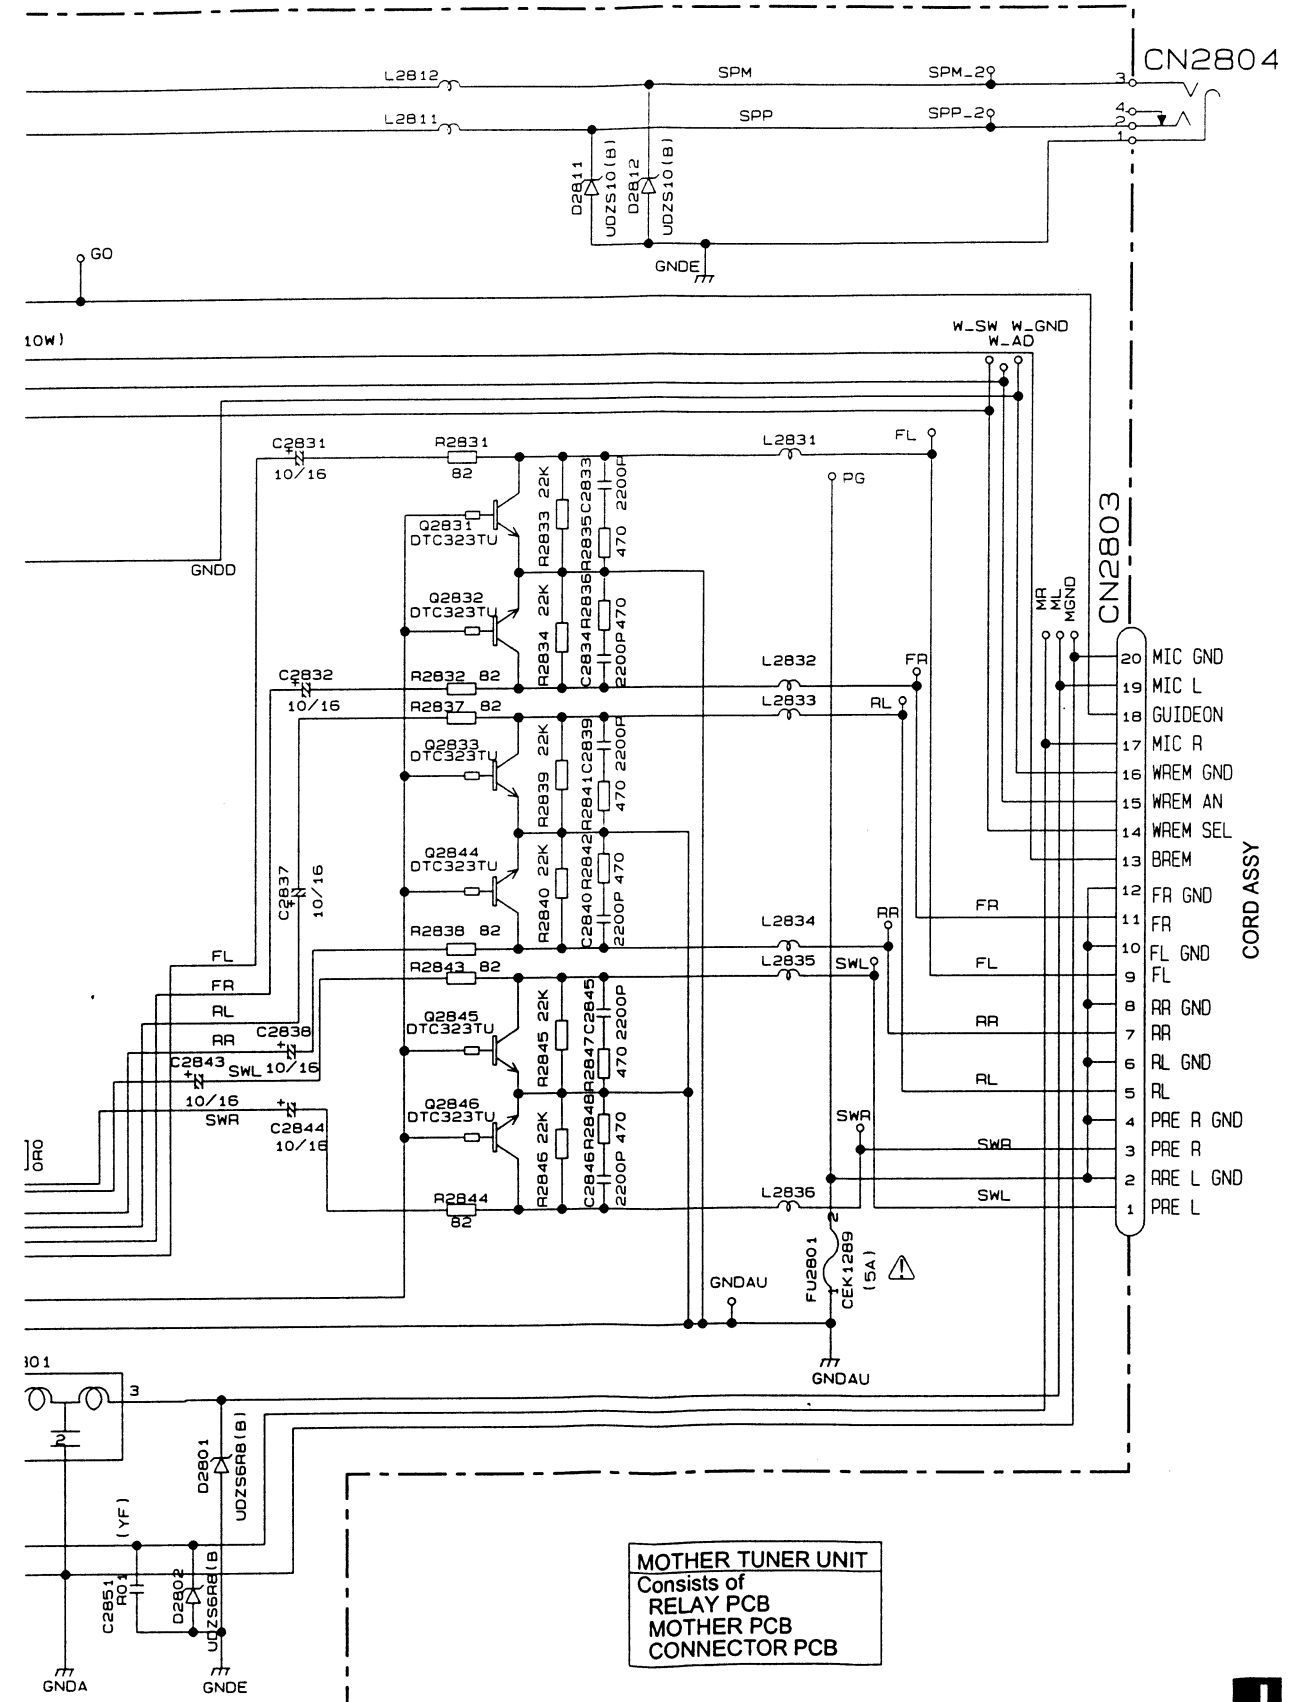 CN2804
L2812
SPM
SPM_2
3
L2811
SPP
SPP_2
4
2
1
D2811
UDZS10(B)
D2812
UDZS10(B)
GNDE
GO
10W)
W_SW W_GND
W_AD
C2831
10/16
R2831
82
L2831
FL
PG
Q2831
DTC323TU
R2833 22K
R2835 C2833
470 2200P
GNDD
Q2832
DTC323TU
R2834 22K
C2834 R2836
2200P 470
CN2803
MR
ML
MGND
C2832
10/16
R2832 82
L2832
FR
R2837 82
L2833
RL
Q2833
DTC323TU
R2839 22K
R2841 C2839
470 2200P
Q2844
DTC323TU
R2840 22K
C2840 R2842
2200P 470
C2837
10/16
R2838 82
L2834
RR
R2843 82
L2835
SWL
20 MIC GND
19 MIC L
18 GUIDEON
17 MIC R
16 WREM GND
15 WREM AN
14 WREM SEL
13 BREM
12 FR GND
FR 11 FR
10 FL GND
FL 9 FL
8 RR GND
RR 7 RR
6 RL GND
RL 5 RL
4 PRE R GND
SWR 3 PRE R
2 RRE L GND
SWL 1 PRE L
CORD ASSY
FL
FR
RL
RR
C2838
10/16
C2843
10/16
SWL
SWR
C2844
10/16
Q2845
DTC323TU
R2845 22K
R2847 C2845
470 2200P
Q2846
DTC323TU
R2846 22K
C2846 R2848
2200P 470
SWR
R2844
82
L2836
ORO
2
FU2801
CEK1289
(5A)
1
GNDAU
GNDAU
301
3
2
D2801
UDZS6R8(B)
(YF)
C2851
R01
D2802
UDZS6R8(B
GNDA
GNDE
MOTHER TUNER UNIT
Consists of
RELAY PCB
MOTHER PCB
CONNECTOR PCB